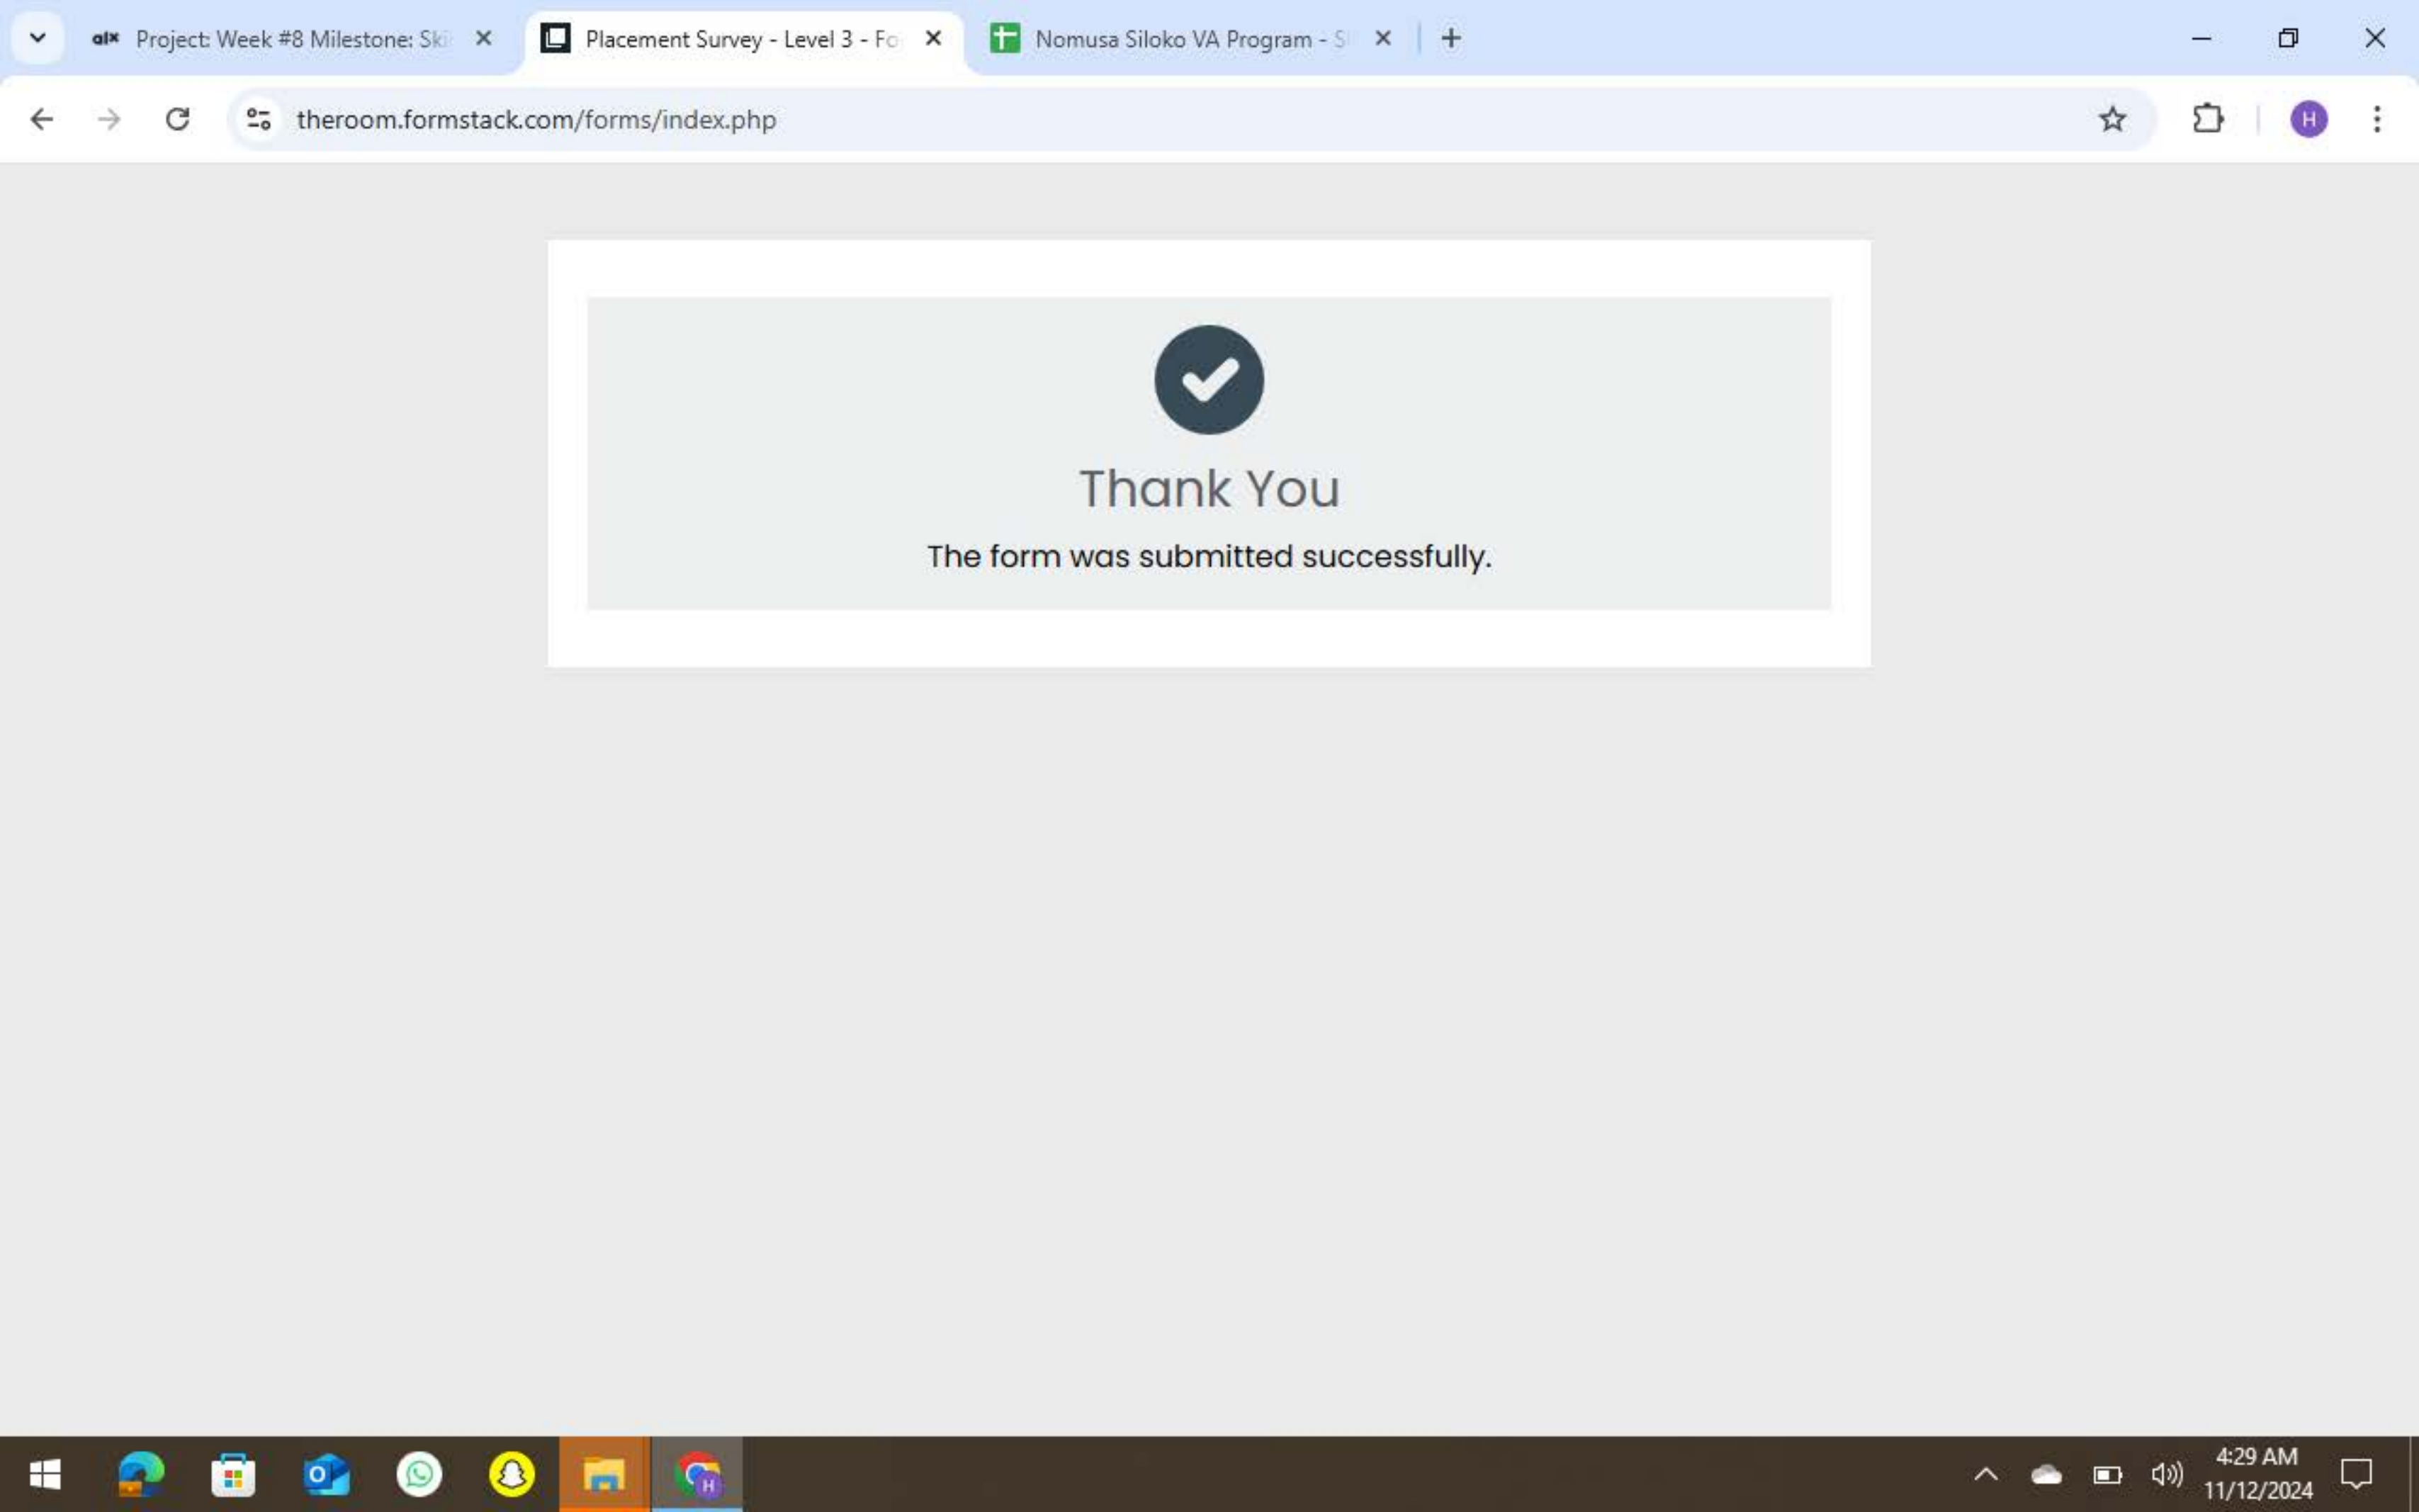 alx Project: Week #8 Milestone: Ski
Placement Survey - Level 3 - Fo
Nomusa Siloko VA Program - S
theroom.formstack.com/forms/index.php
H
Thank You
The form was submitted successfully.
H
4:29 AM
11/12/2024